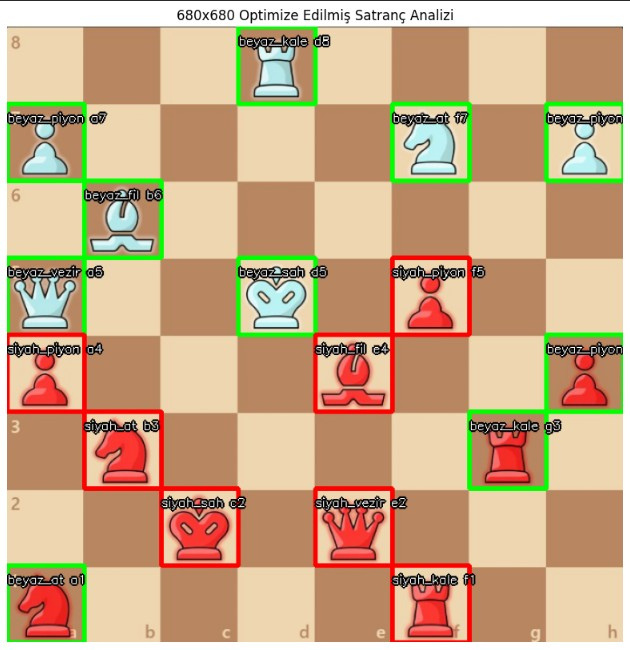 680x680 Optimize Edilmiş Satranç Analizi
8
beyaz_kale d8
beyaz_piyon a7
beyaz_at f7
beyaz_piyon
6
beyaz_fil b6
beyaz_vezir a5
beyaz_sah d5
siyah_piyon f5
siyah_piyon a4
siyah_fil e4
beyaz_piyon
3
siyah_at b3
beyaz_kale g3
2
siyah_sah c2
siyah_vezir e2
beyaz_at a1
siyah_kale f1
a b c d e f g h